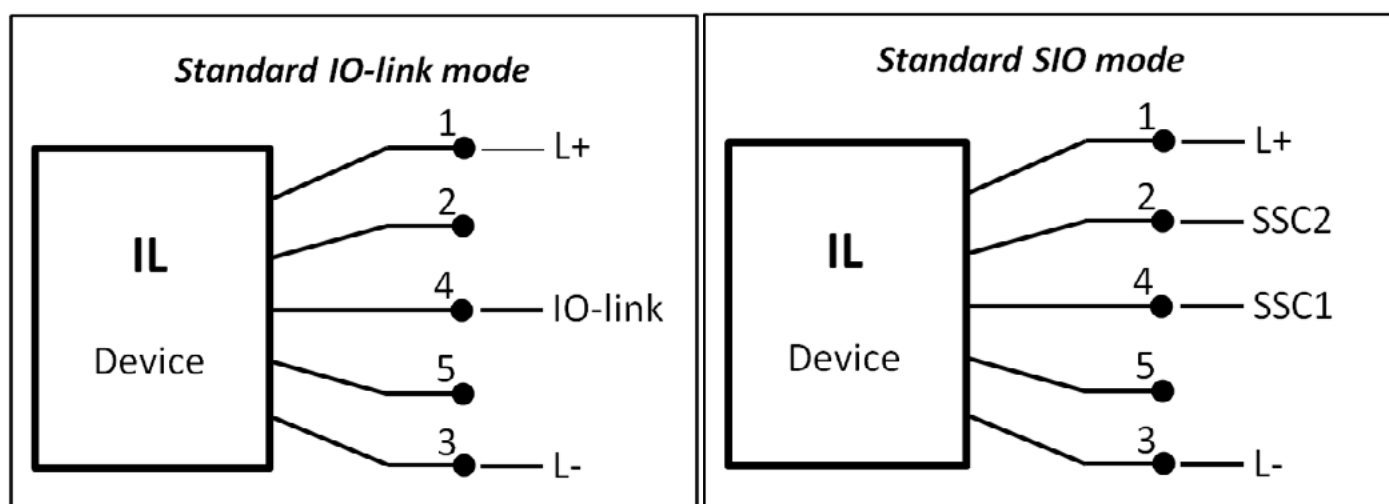 Standard IO-link mode
1 L+
2
IL
4 IO-link
Device
5
3 L-
Standard SIO mode
1 L+
2 SSC2
IL
4 SSC1
Device
5
3 L-